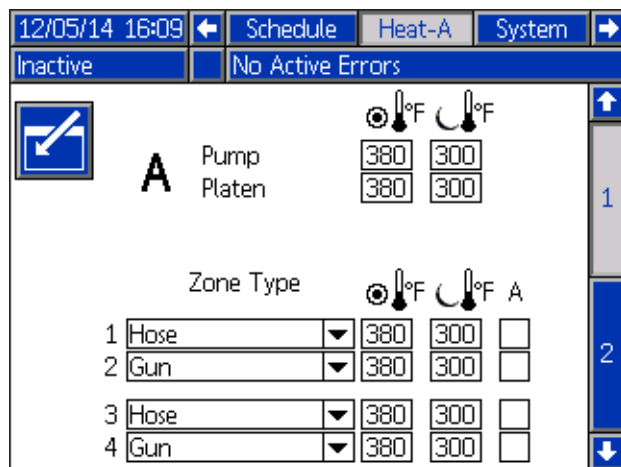 12/05/14 16:09 Schedule Heat-A System
Inactive No Active Errors
°F °F
A Pump 380 300
Platen 380 300
1
Zone Type °F °F A
1 Hose 380 300
2 Gun 380 300
2
3 Hose 380 300
4 Gun 380 300